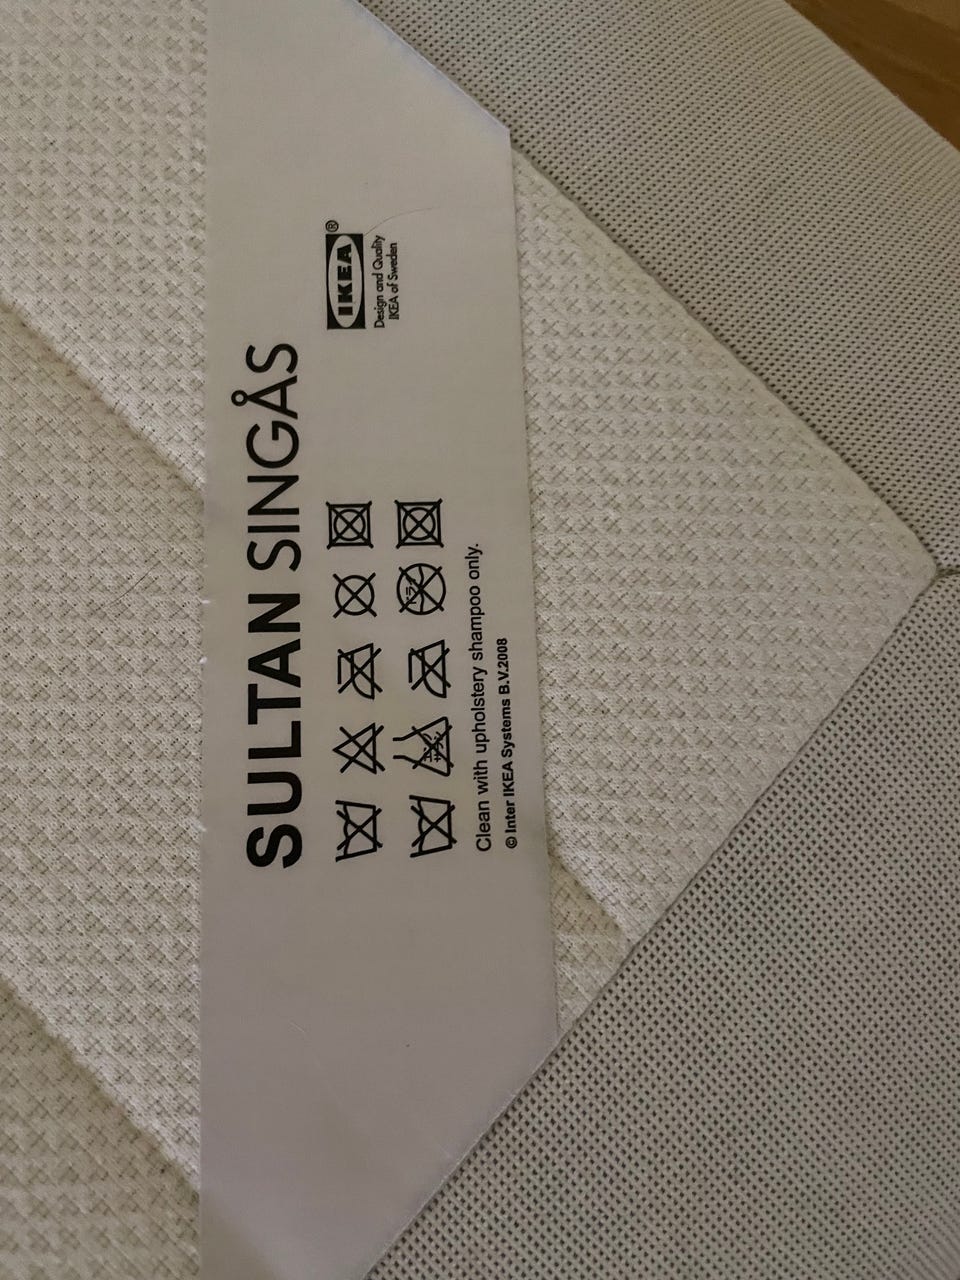 SULTAN SINGÅS
IKEA®
Design and Quality
IKEA of Sweden
Clean with upholstery shampoo only.
© Inter IKEA Systems B.V.2008